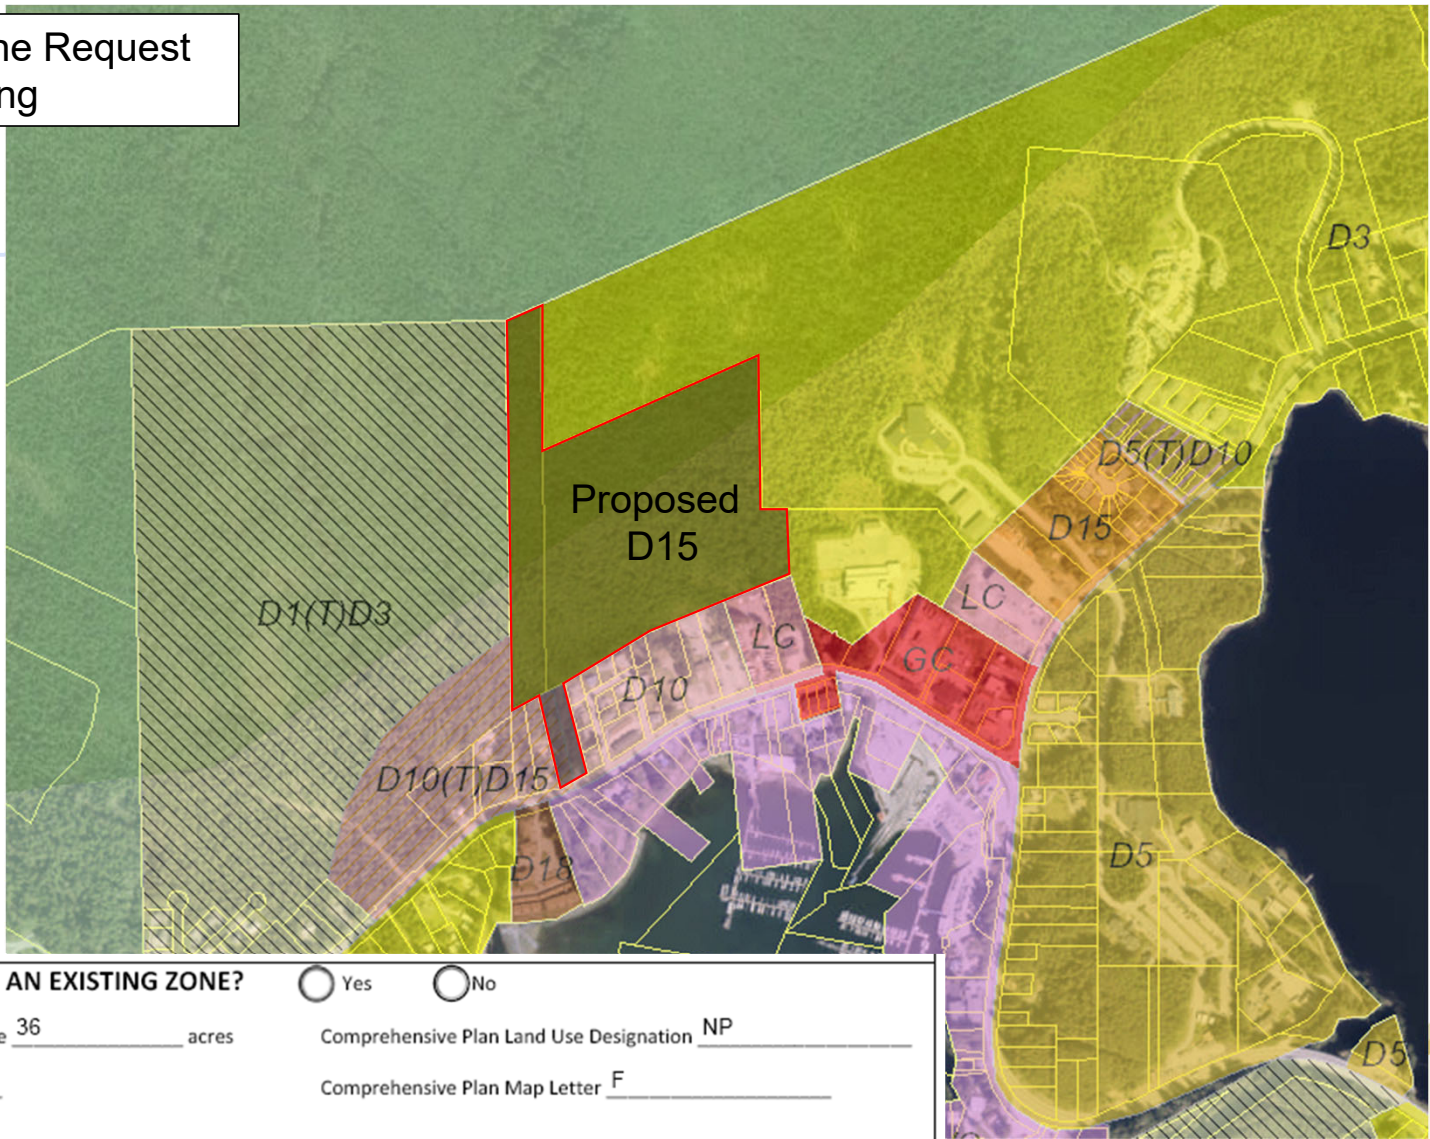 ne Request
ng
D3
D5(T)D10
Proposed
D15
D15
LC
D1(T)D3
LC
GC
D10
D10(T)D15
D18
D5
D5
AN EXISTING ZONE? Yes No
e 36 acres Comprehensive Plan Land Use Designation NP
Comprehensive Plan Map Letter F